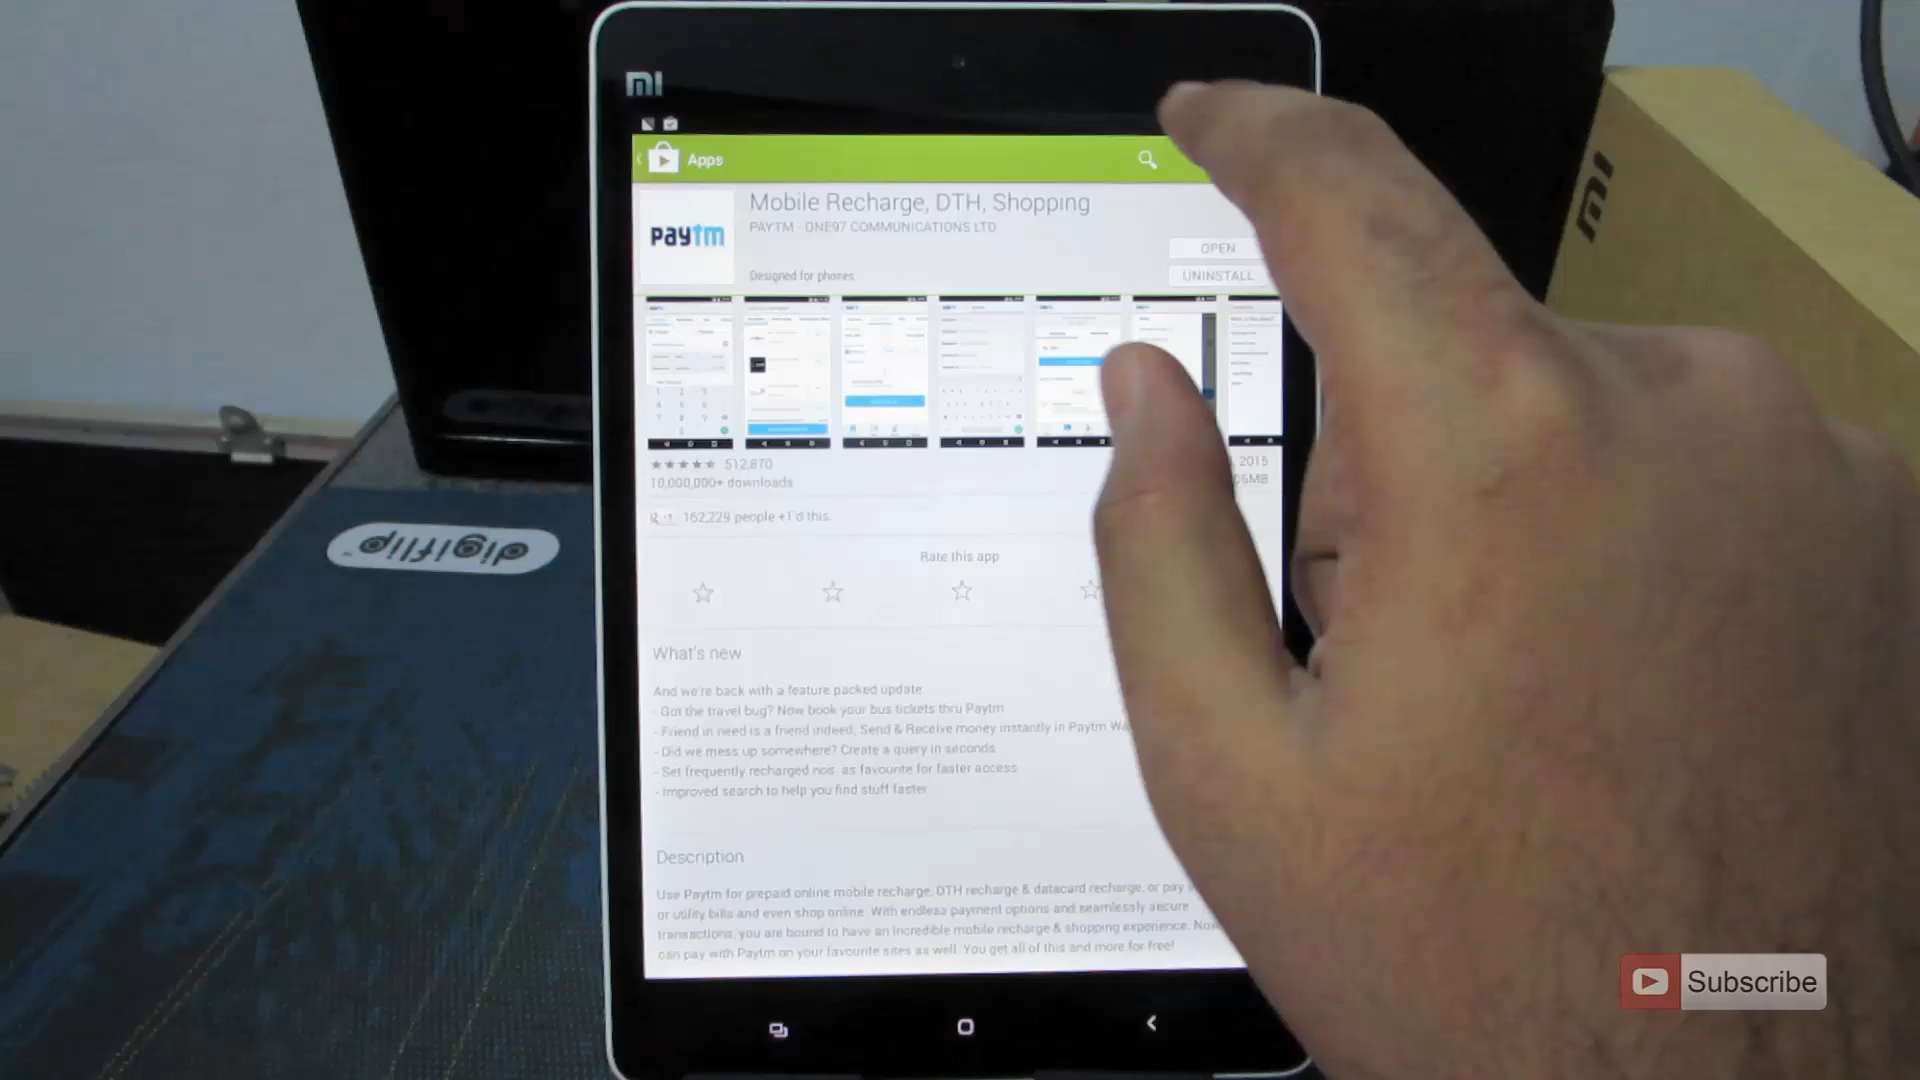 mi
Apps
Mobile Recharge, DTH, Shopping
PAYTM - ONE97 COMMUNICATIONS LTD
paytm
OPEN
Designed for phones
UNINSTALL
512,870
, 2015
10,000,000+ downloads
06MB
162,229 people +1'd this.
Rate this app
What's new
And we're back with a feature packed update
- Got the travel bug? Now book your bus tickets thru Paytm
- Friend in need is a friend indeed, Send & Receive money instantly in Paytm Wa
- Did we mess up somewhere? Create a query in seconds
- Set frequently recharged nos. as favourite for faster access
- Improved search to help you find stuff faster
Description
Use Paytm for prepaid online mobile recharge, DTH recharge & datacard recharge, or pay
or utility bills and even shop online. With endless payment options and seamlessly secure
transactions, you are bound to have an incredible mobile recharge & shopping experience. Now
can pay with Paytm on your favourite sites as well. You get all of this and more for free!
digiflip
mi
Subscribe